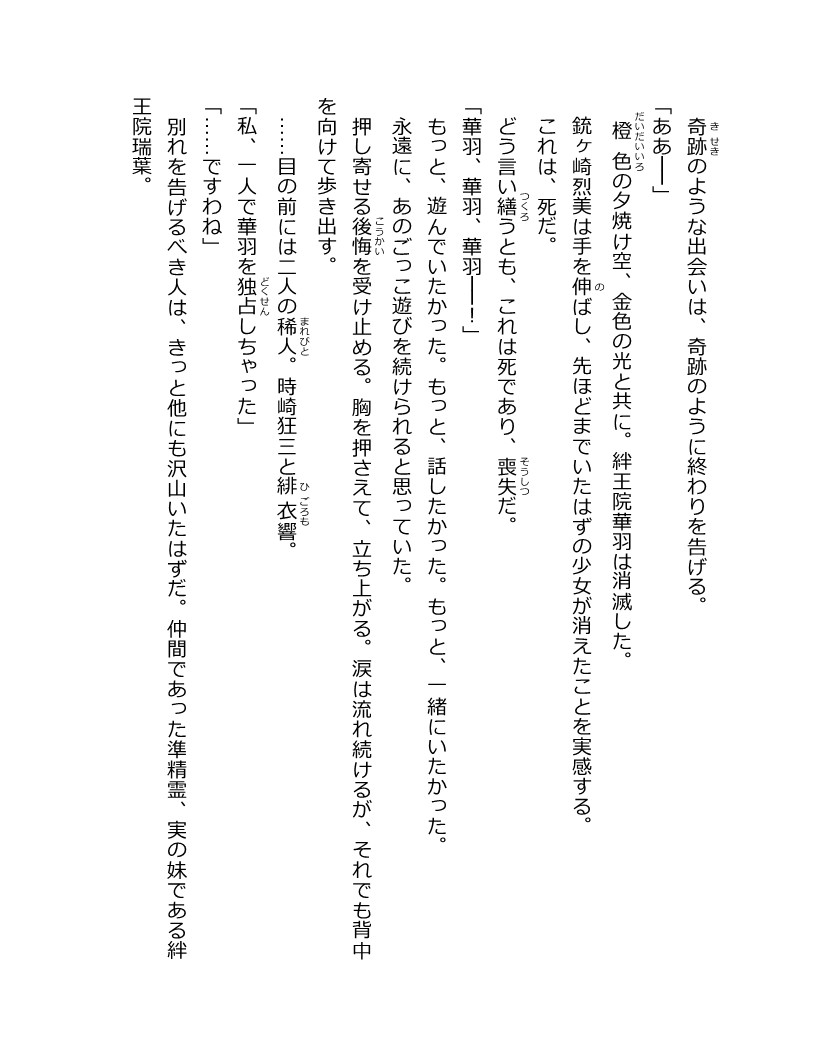 奇跡のような出会いは、奇跡のように終わりを告げる。
「ああ――」
橙色の夕焼け空、金色の光と共に。絆王院華羽は消滅した。
銃ヶ崎烈美は手を伸ばし、先ほどまでいたはずの少女が消えたことを実感する。
これは、死だ。
どう言い繕うとも、これは死であり、喪失だ。
「華羽、華羽、華羽――！」
もっと、遊んでいたかった。もっと、話したかった。もっと、一緒にいたかった。
永遠に、あのごっこ遊びを続けられると思っていた。
押し寄せる後悔を受け止める。胸を押さえて、立ち上がる。涙は流れ続けるが、それでも背中
を向けて歩き出す。
……目の前には二人の稀人。時崎狂三と緋衣響。
「私、一人で華羽を独占しちゃった」
「……ですわね」
別れを告げるべき人は、きっと他にも沢山いたはずだ。仲間であった準精霊、実の妹である絆
王院瑞葉。